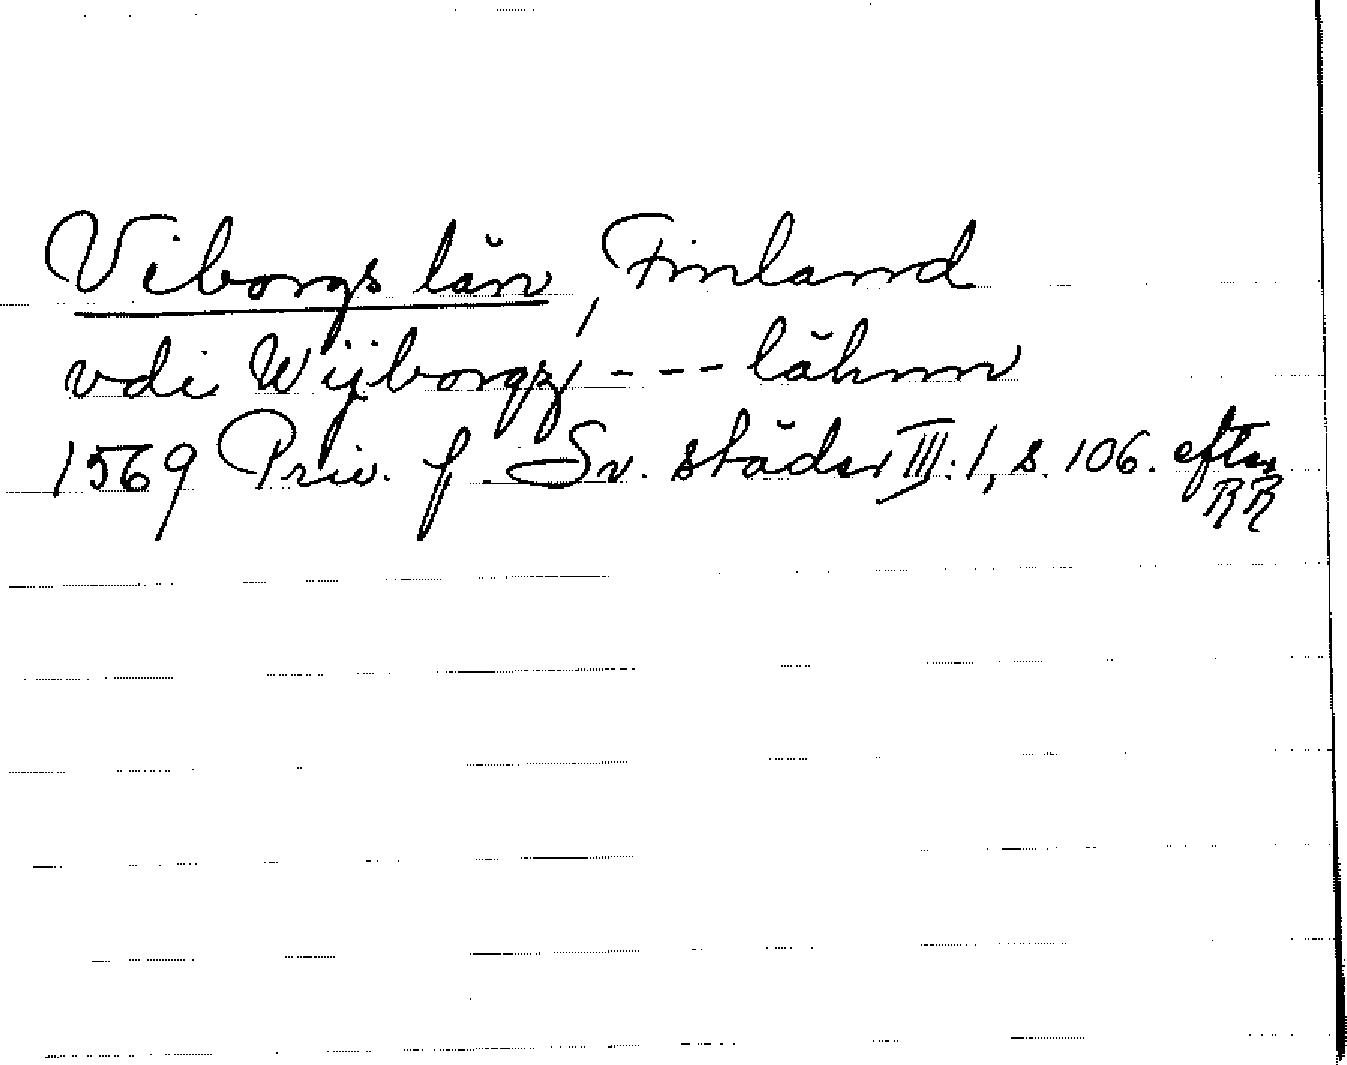 Viborgs län, Finland
vdi Wijborgz --- lähnn
1569 Priv. f. Sv. städer III:1, s. 106. efter
RR